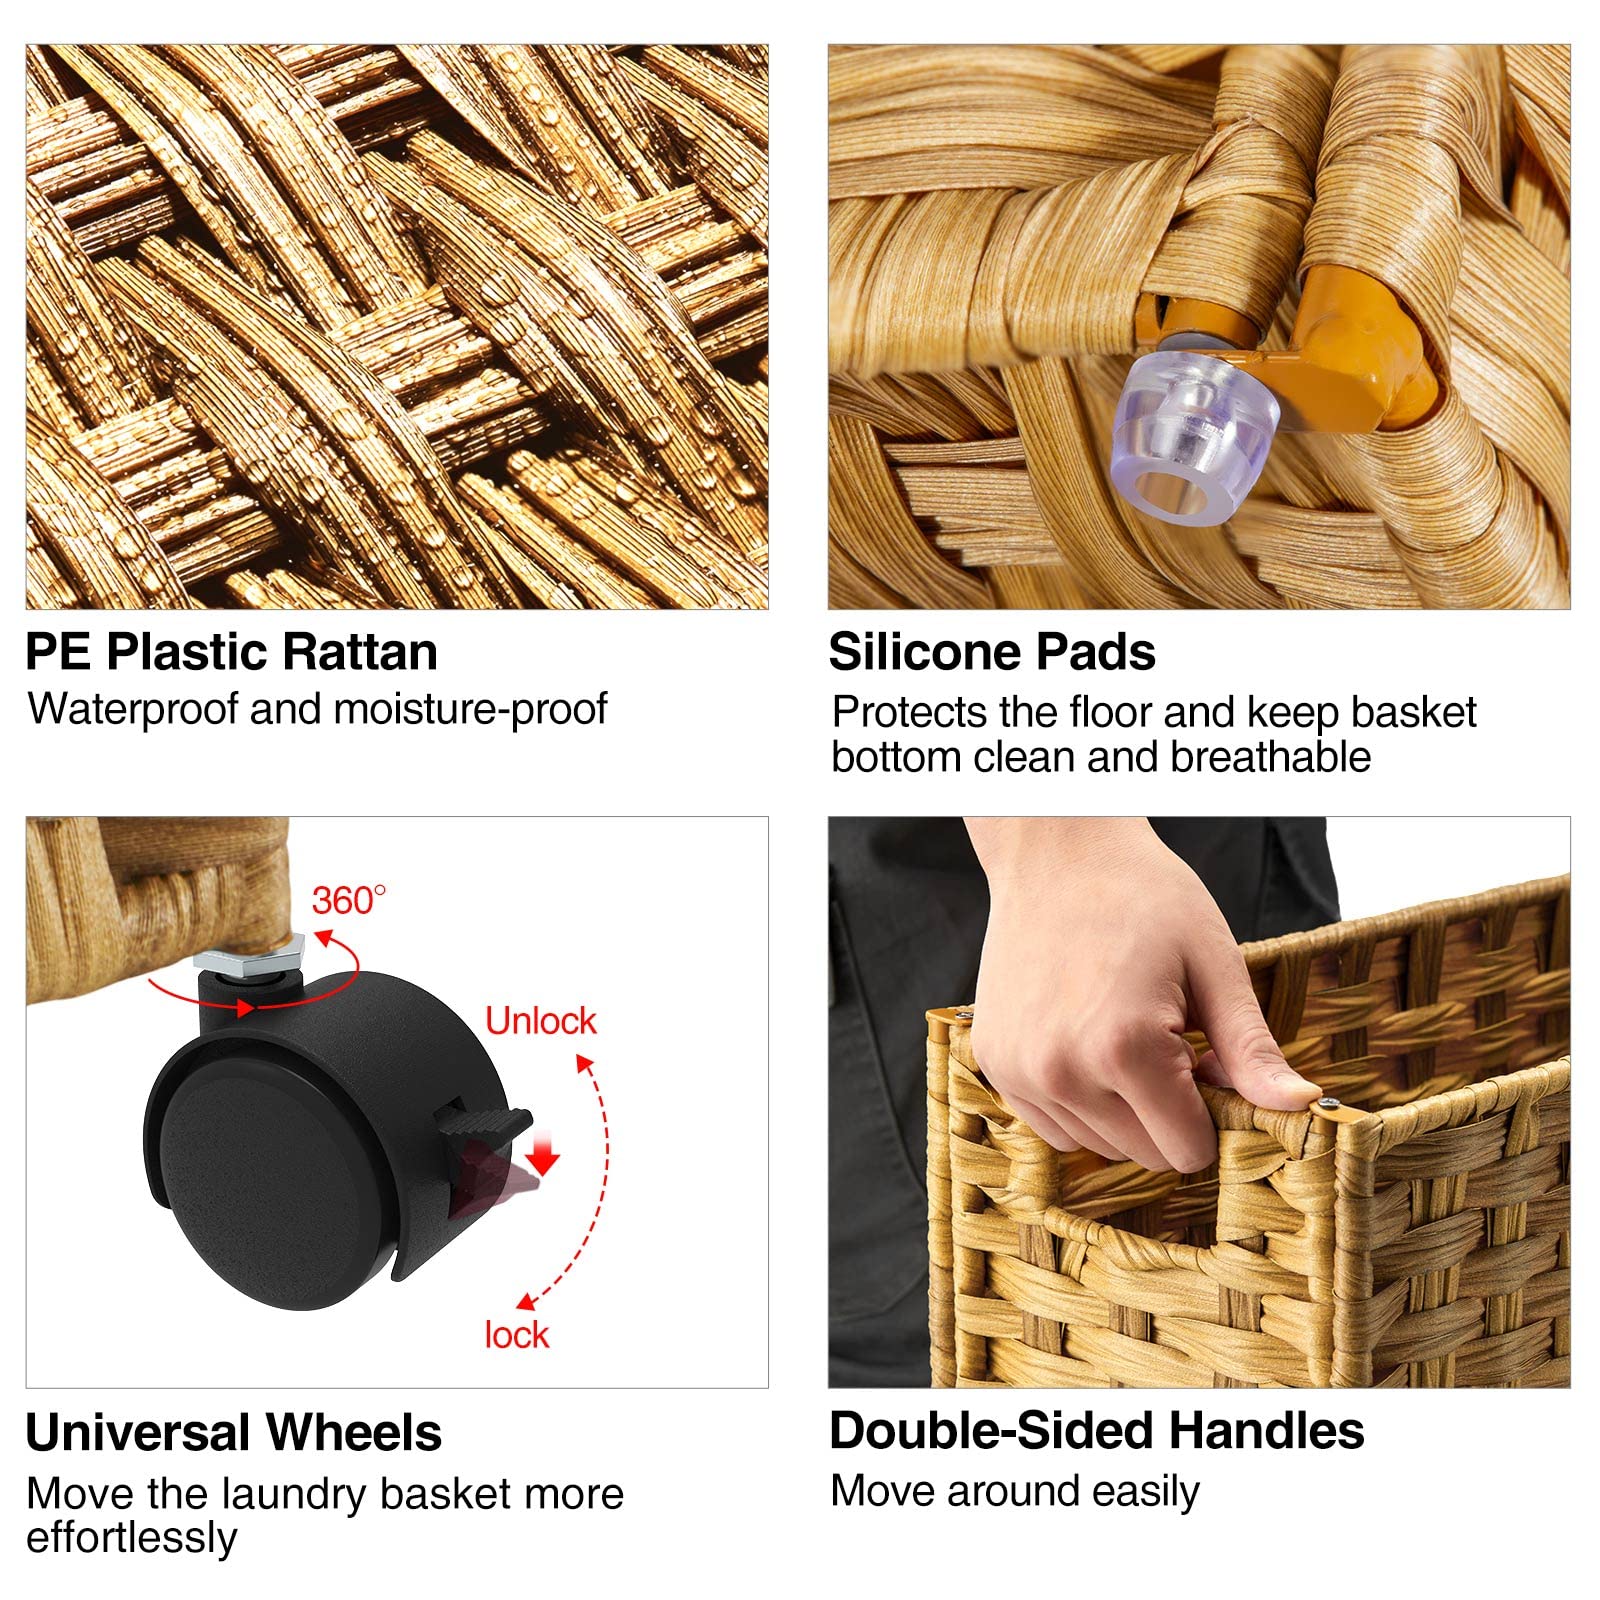 PE Plastic Rattan
Waterproof and moisture-proof
Silicone Pads
Protects the floor and keep basket
bottom clean and breathable
360°
Unlock
lock
Universal Wheels
Move the laundry basket more
effortlessly
Double-Sided Handles
Move around easily